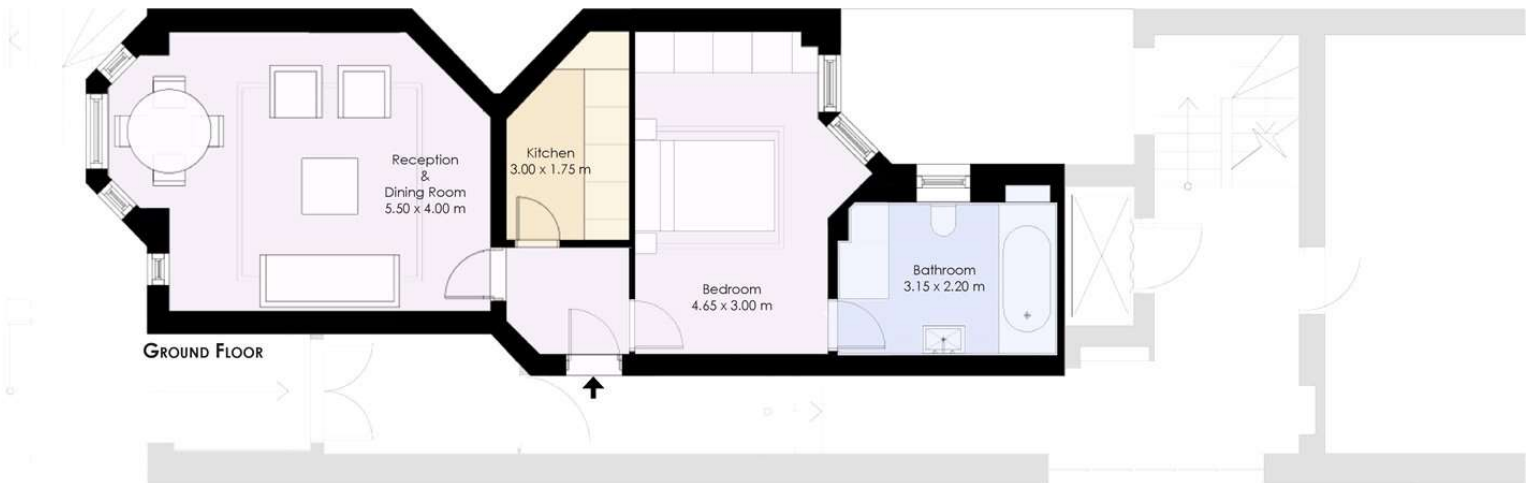 Reception
&
Dining Room
5.50 x 4.00 m
Kitchen
3.00 x 1.75 m
Bedroom
4.65 x 3.00 m
Bathroom
3.15 x 2.20 m
GROUND FLOOR